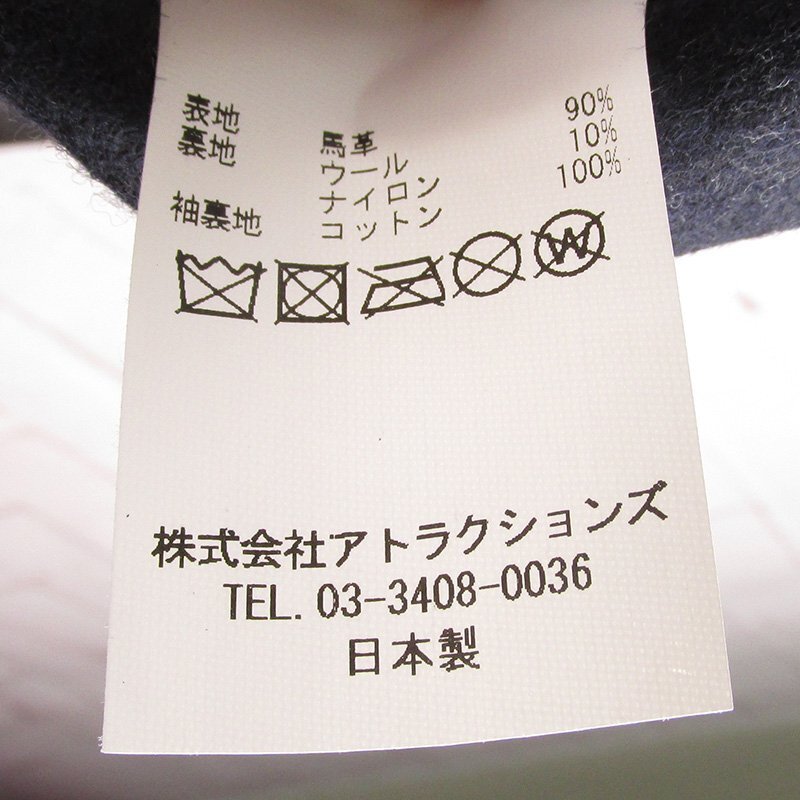 表地 馬革
裏地 ウール 90%
ナイロン 10%
袖裏地 コットン 100%
W
株式会社アトラクションズ
TEL. 03-3408-0036
日本製